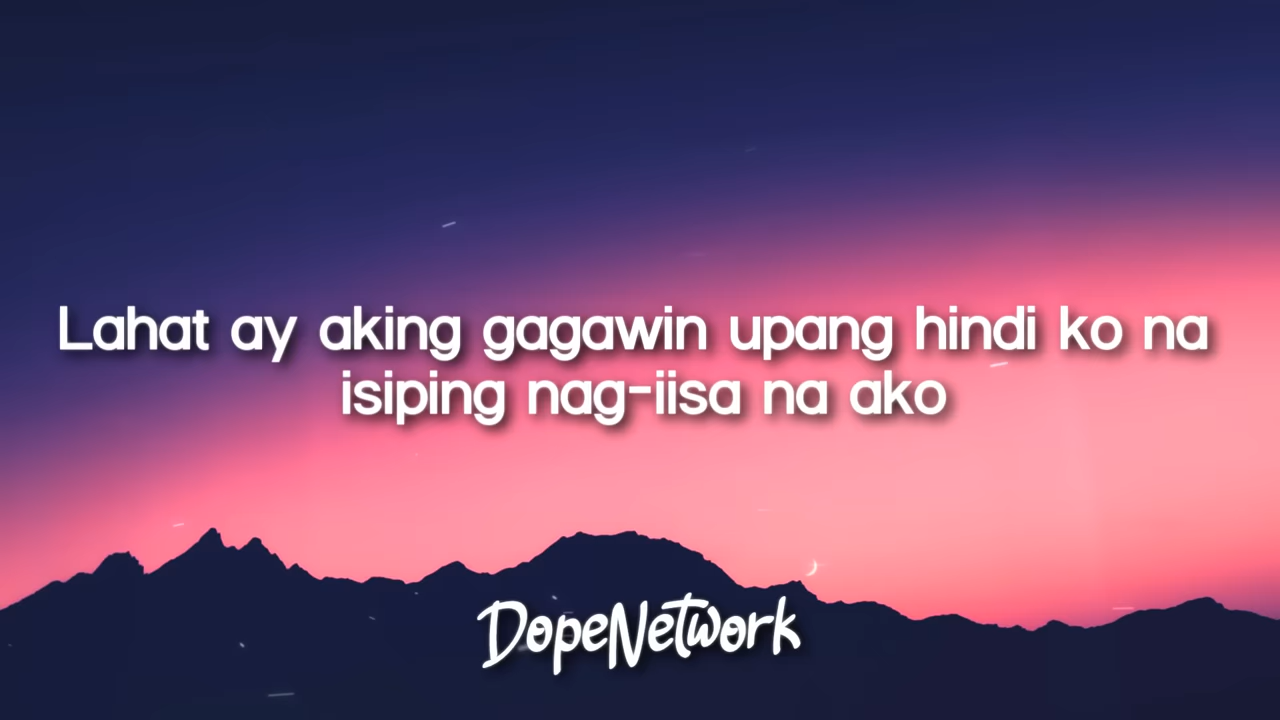 Lahat ay aking gagawin upang hindi ko na
isiping nag-iisa na ako
DopeNetwork